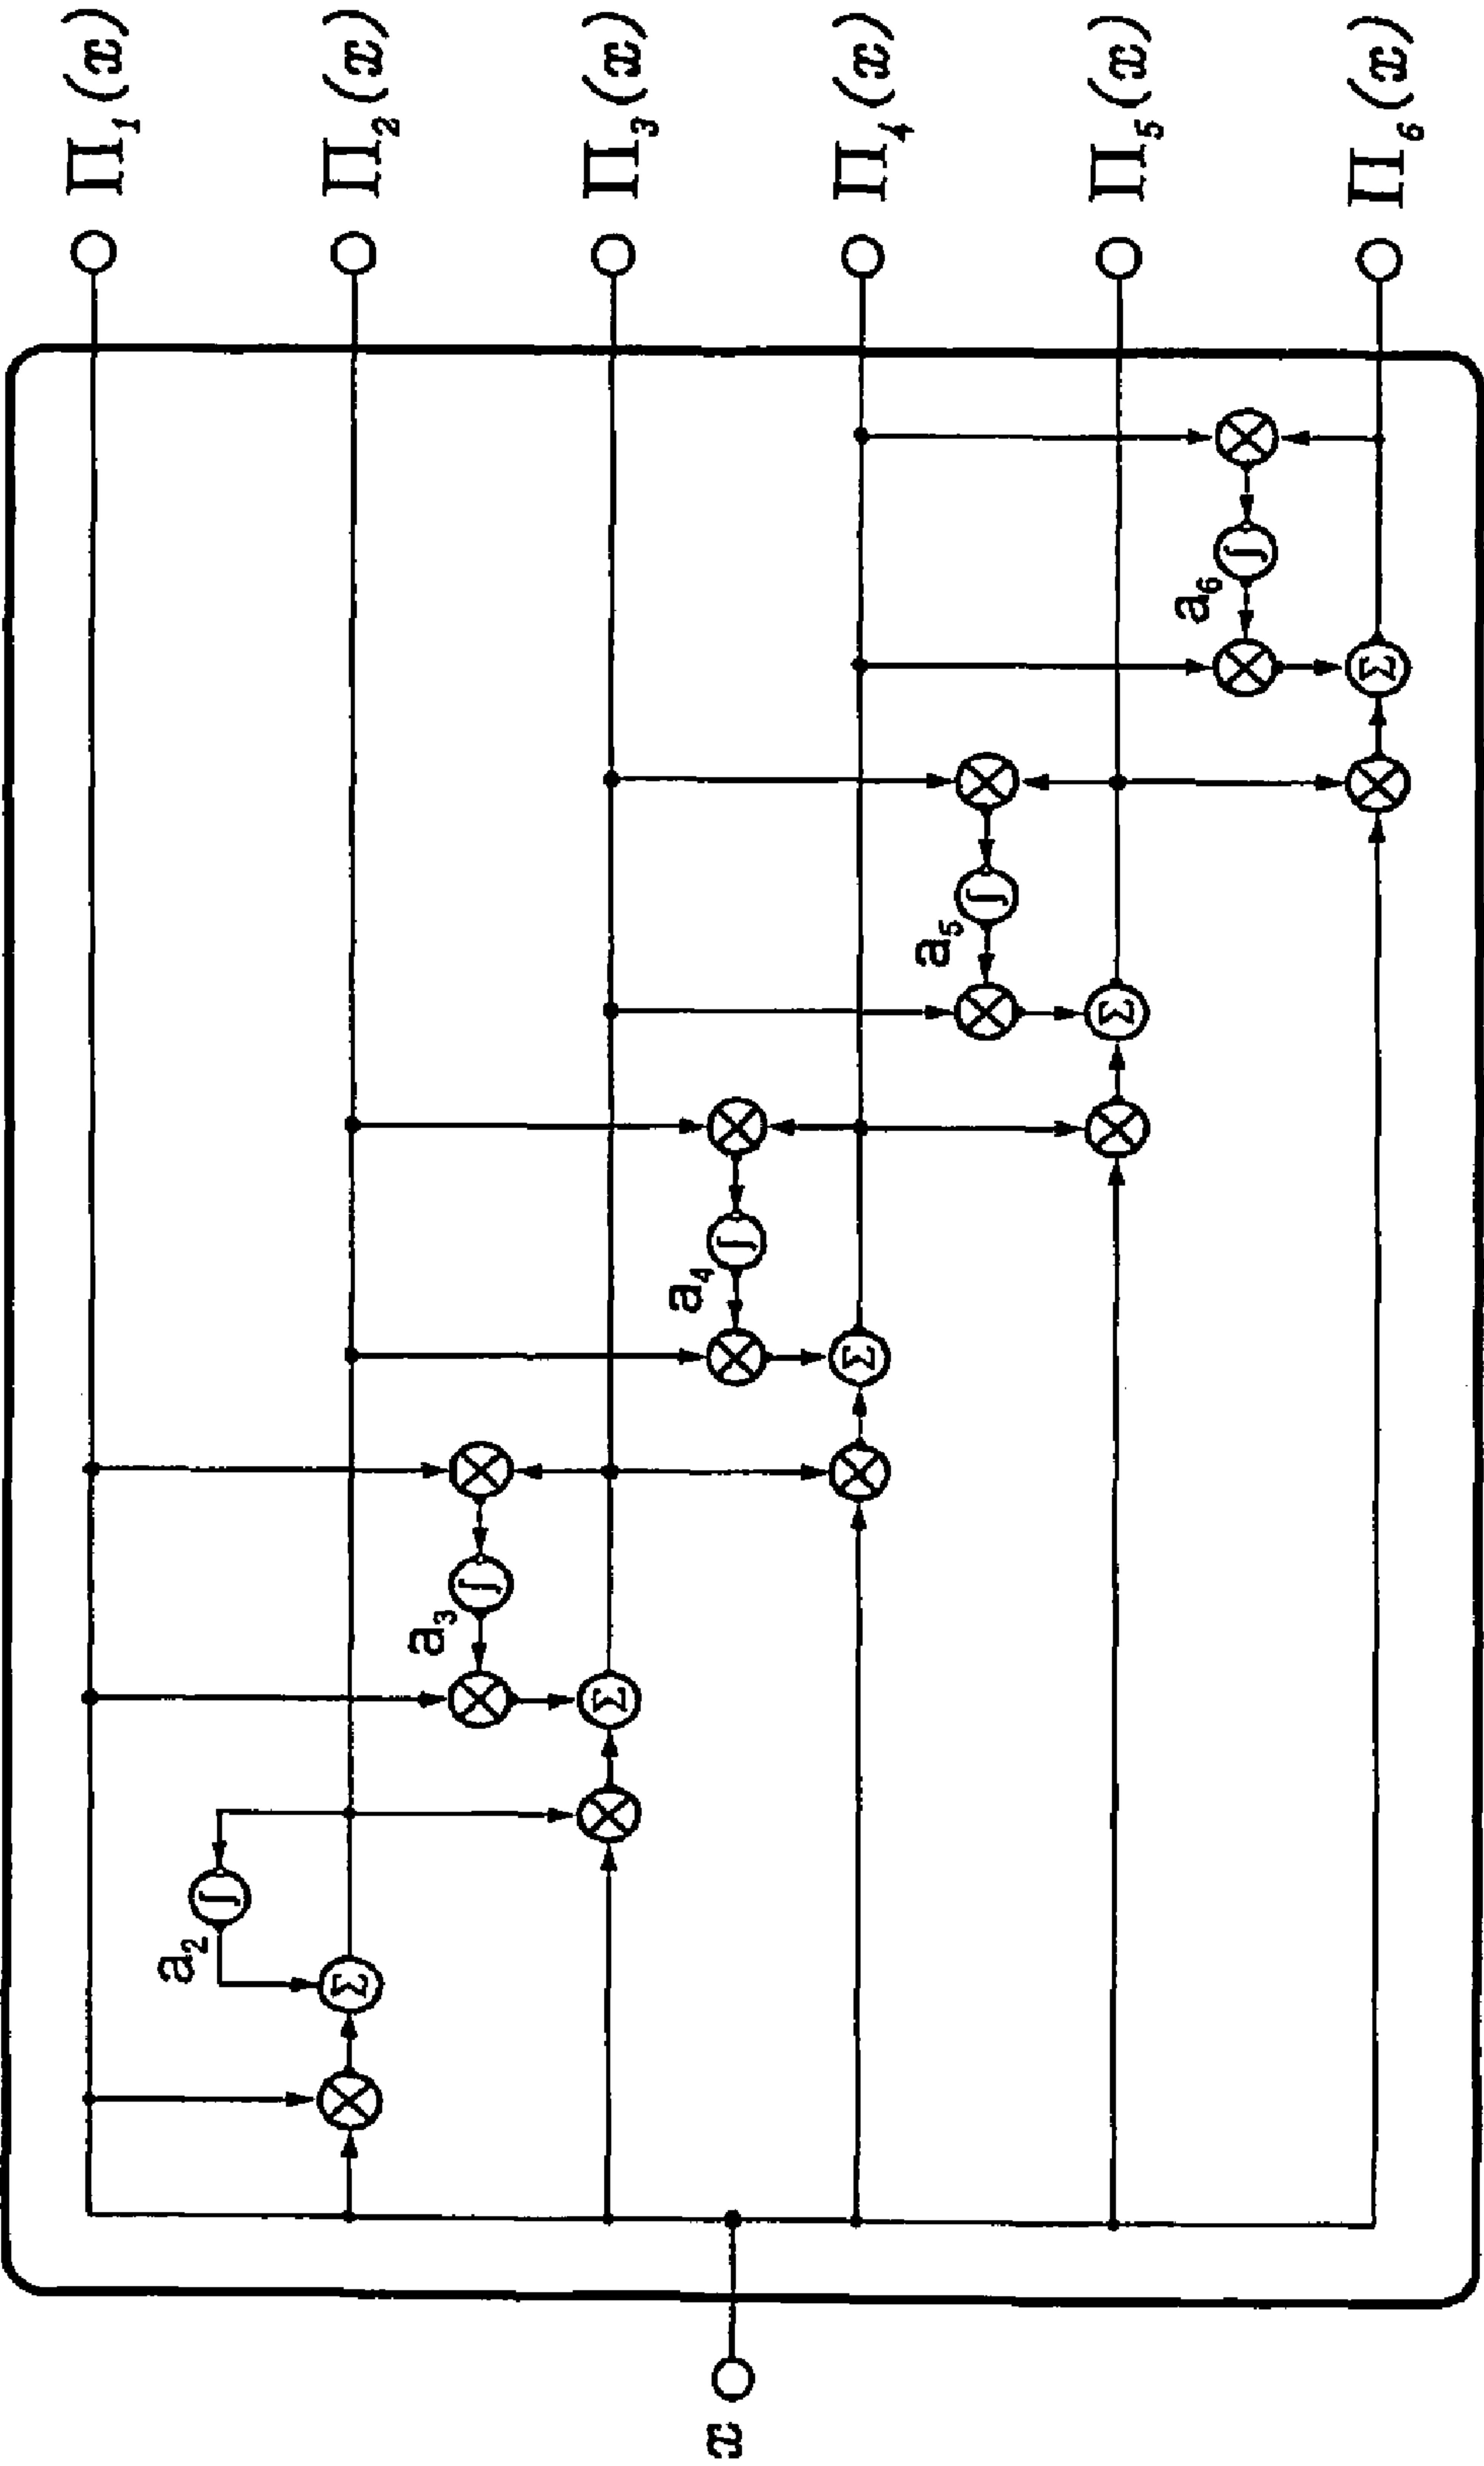 Π₁(x)
Π₂(x)
Π₃(x)
Π₄(x)
Π₅(x)
Π₆(x)
a₂
Σ
∫
a₃
Σ
∫
a₄
Σ
∫
a₅
Σ
∫
a₆
Σ
∫
x